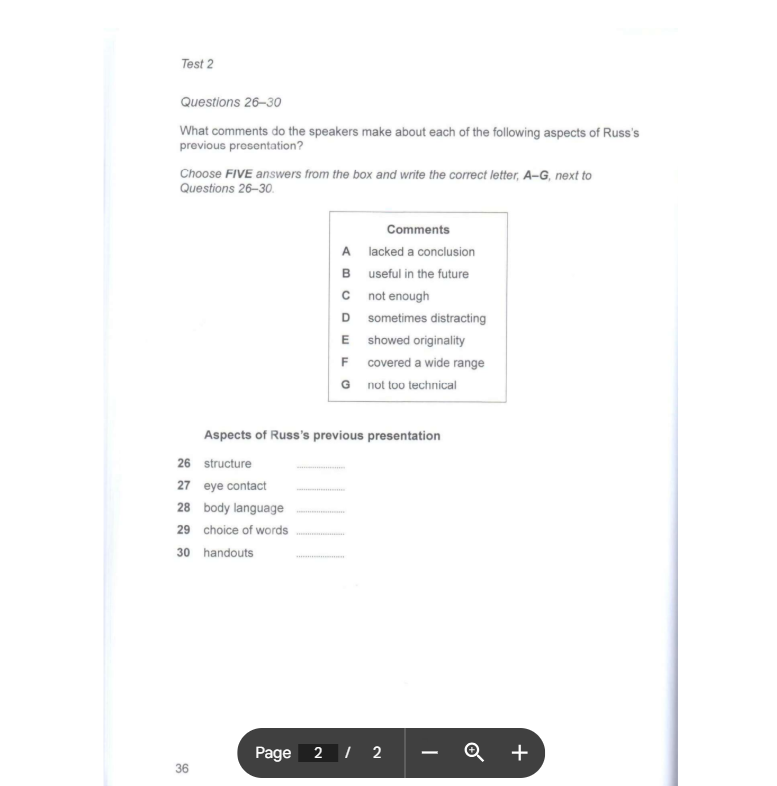 Test 2
Questions 26–30
What comments do the speakers make about each of the following aspects of Russ's
previous presentation?
Choose FIVE answers from the box and write the correct letter, A–G, next to
Questions 26–30.
Comments
A lacked a conclusion
B useful in the future
C not enough
D sometimes distracting
E showed originality
F covered a wide range
G not too technical
Aspects of Russ's previous presentation
26 structure ....................
27 eye contact ....................
28 body language ....................
29 choice of words ....................
30 handouts ....................
Page 2 / 2
36